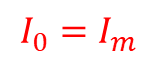 I₀ = Iₘ